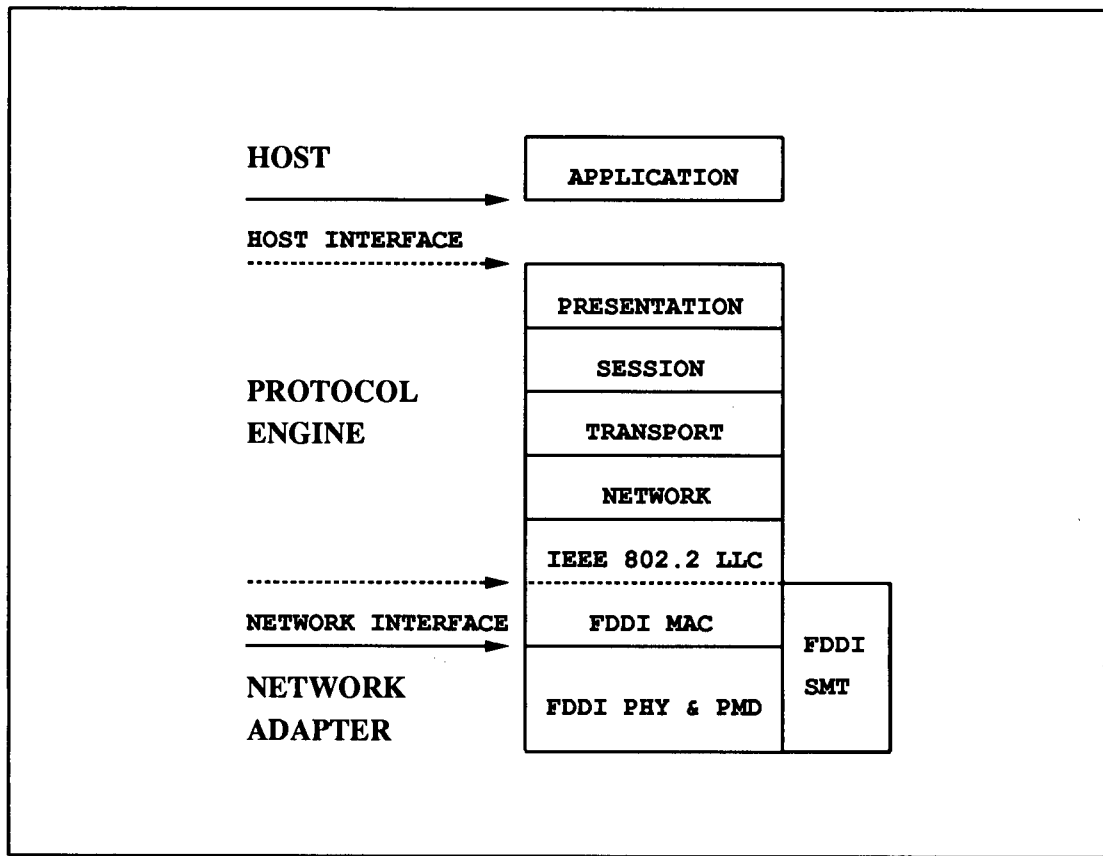 HOST
APPLICATION
HOST INTERFACE
PRESENTATION
SESSION
PROTOCOL
ENGINE
TRANSPORT
NETWORK
IEEE 802.2 LLC
NETWORK INTERFACE
FDDI MAC
FDDI
SMT
NETWORK
ADAPTER
FDDI PHY & PMD